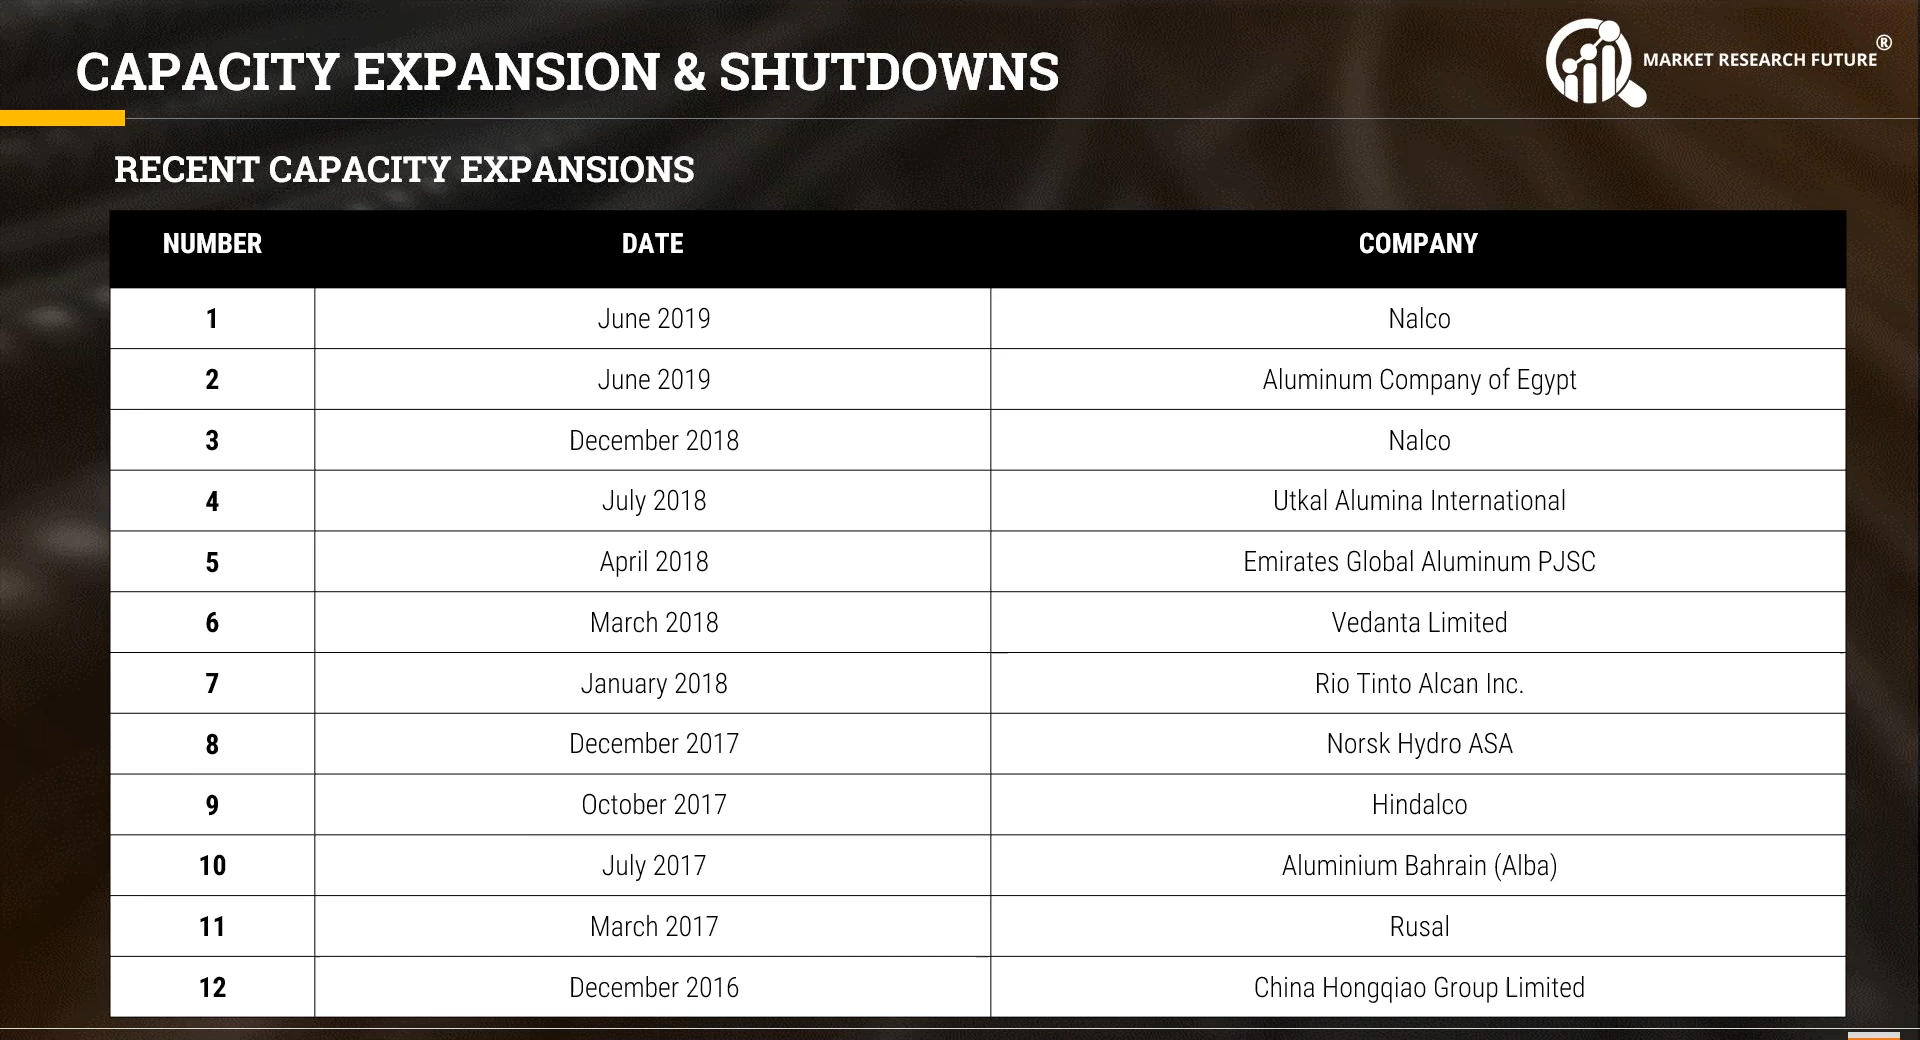 CAPACITY EXPANSION & SHUTDOWNS
MARKET RESEARCH FUTURE®
RECENT CAPACITY EXPANSIONS
NUMBER DATE COMPANY
1 June 2019 Nalco
2 June 2019 Aluminum Company of Egypt
3 December 2018 Nalco
4 July 2018 Utkal Alumina International
5 April 2018 Emirates Global Aluminum PJSC
6 March 2018 Vedanta Limited
7 January 2018 Rio Tinto Alcan Inc.
8 December 2017 Norsk Hydro ASA
9 October 2017 Hindalco
10 July 2017 Aluminium Bahrain (Alba)
11 March 2017 Rusal
12 December 2016 China Hongqiao Group Limited